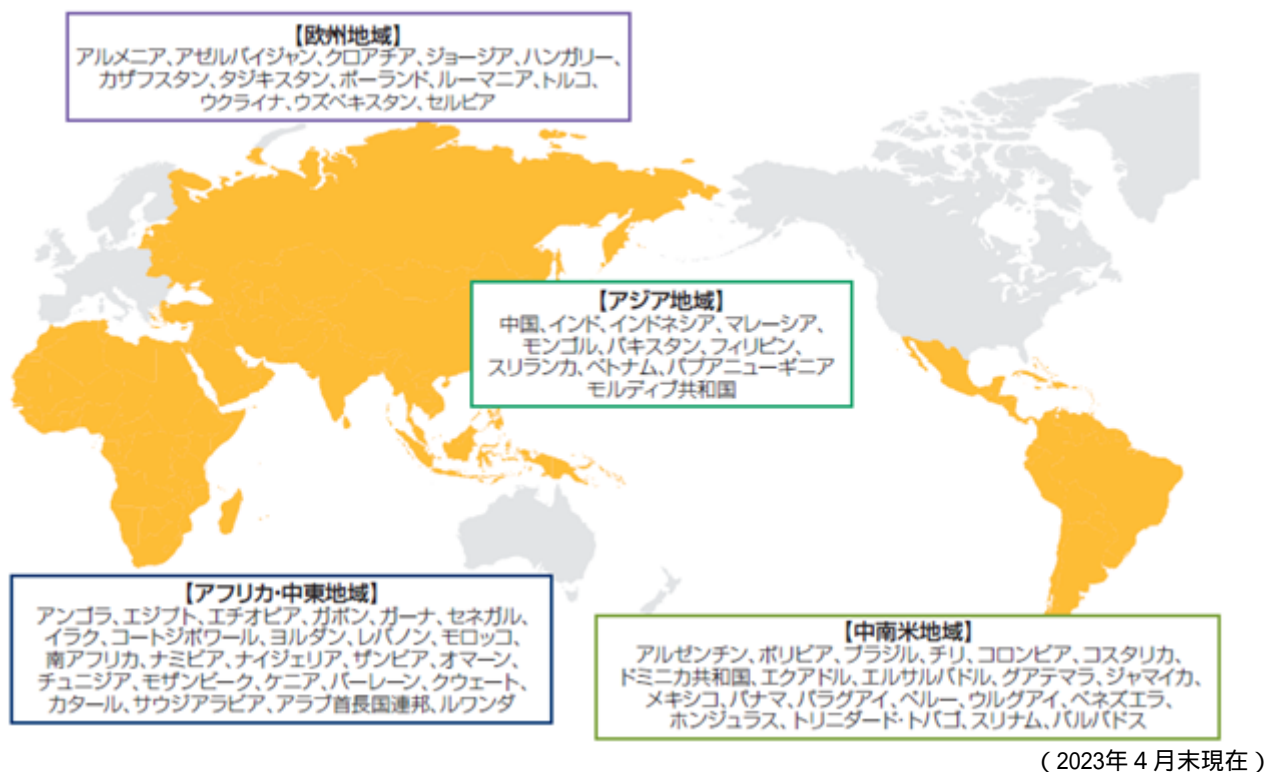 【欧州地域】
アルメニア、アゼルバイジャン、クロアチア、ジョージア、ハンガリー、
カザフスタン、タジキスタン、ポーランド、ルーマニア、トルコ、
ウクライナ、ウズベキスタン、セルビア
【アジア地域】
中国、インド、インドネシア、マレーシア、
モンゴル、パキスタン、フィリピン、
スリランカ、ベトナム、パプアニューギニア
モルディブ共和国
【アフリカ・中東地域】
アンゴラ、エジプト、エチオピア、ガボン、ガーナ、セネガル、
イラク、コートジボワール、ヨルダン、レバノン、モロッコ、
南アフリカ、ナミビア、ナイジェリア、ザンビア、オマーン、
チュニジア、モザンビーク、ケニア、バーレーン、クウェート、
カタール、サウジアラビア、アラブ首長国連邦、ルワンダ
【中南米地域】
アルゼンチン、ボリビア、ブラジル、チリ、コロンビア、コスタリカ、
ドミニカ共和国、エクアドル、エルサルバドル、グアテマラ、ジャマイカ、
メキシコ、パナマ、パラグアイ、ペルー、ウルグアイ、ベネズエラ、
ホンジュラス、トリニダード・トバゴ、スリナム、バルバドス
(2023年4月末現在)